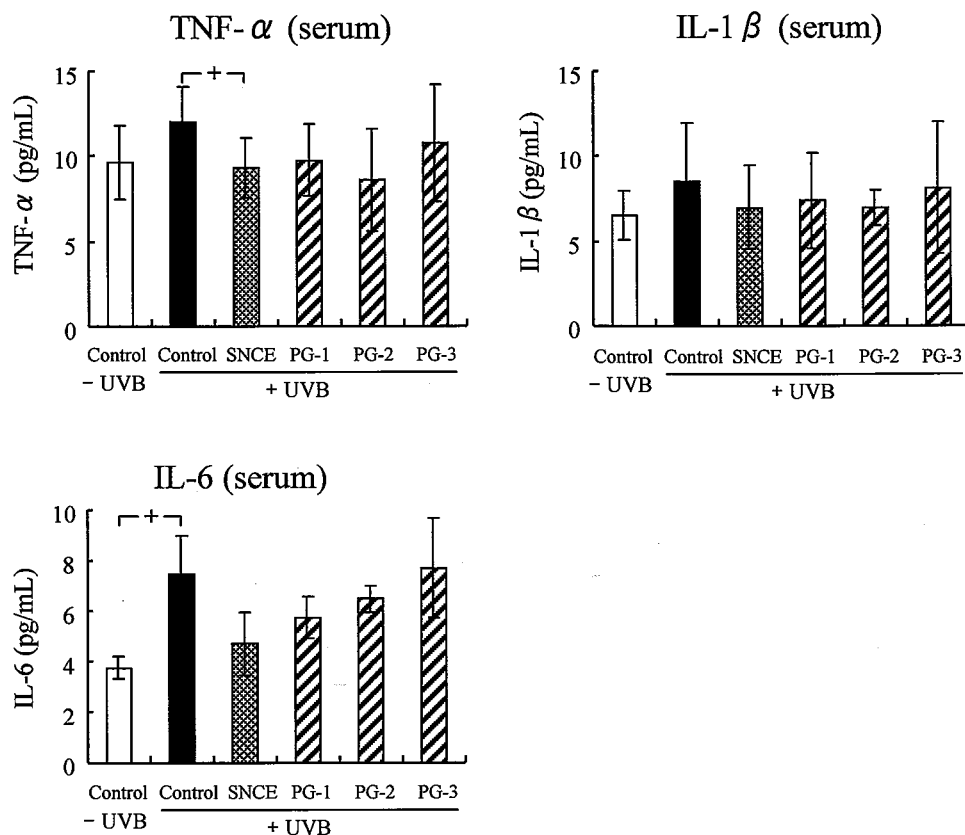 TNF- α (serum)
+
15
10
5
0
TNF- α (pg/mL)
Control Control SNCE PG-1 PG-2 PG-3
− UVB + UVB
IL-1 β (serum)
15
10
5
0
IL-1 β (pg/mL)
Control Control SNCE PG-1 PG-2 PG-3
− UVB + UVB
IL-6 (serum)
+
10
8
6
4
2
0
IL-6 (pg/mL)
Control Control SNCE PG-1 PG-2 PG-3
− UVB + UVB